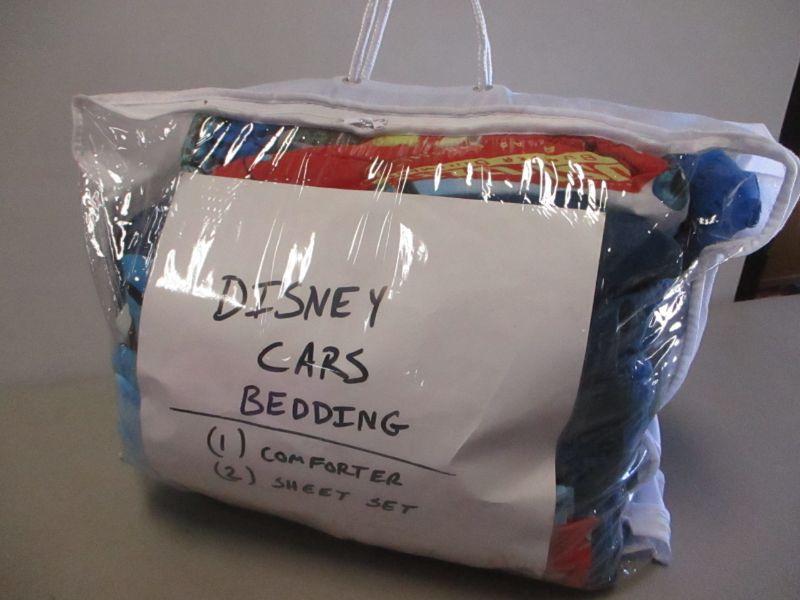 DISNEY
CARS
BEDDING
(1) COMFORTER
(2) SHEET SET